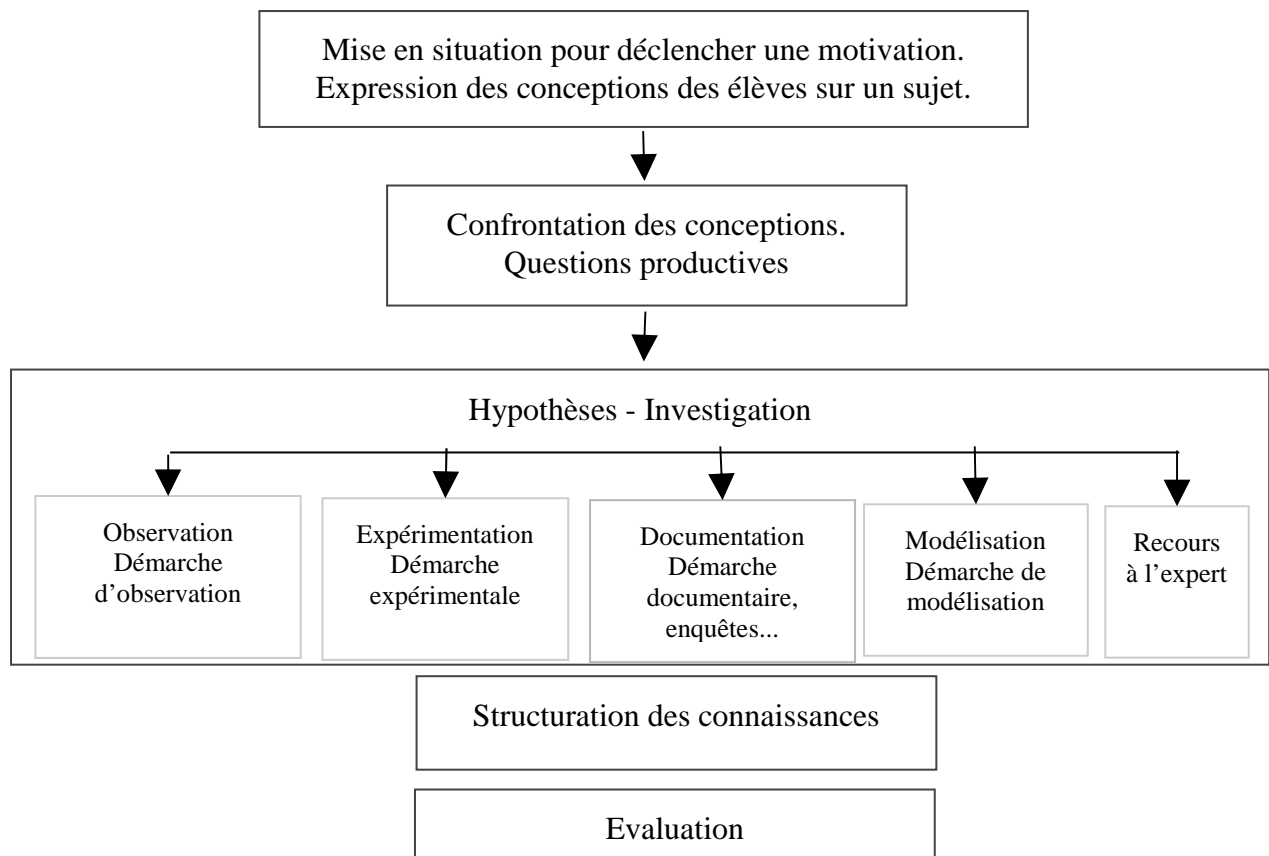 Mise en situation pour déclencher une motivation.
Expression des conceptions des élèves sur un sujet.
Confrontation des conceptions.
Questions productives
Hypothèses - Investigation
Observation
Démarche
d’observation
Expérimentation
Démarche
expérimentale
Documentation
Démarche
documentaire,
enquêtes...
Modélisation
Démarche de
modélisation
Recours
à l’expert
Structuration des connaissances
Evaluation